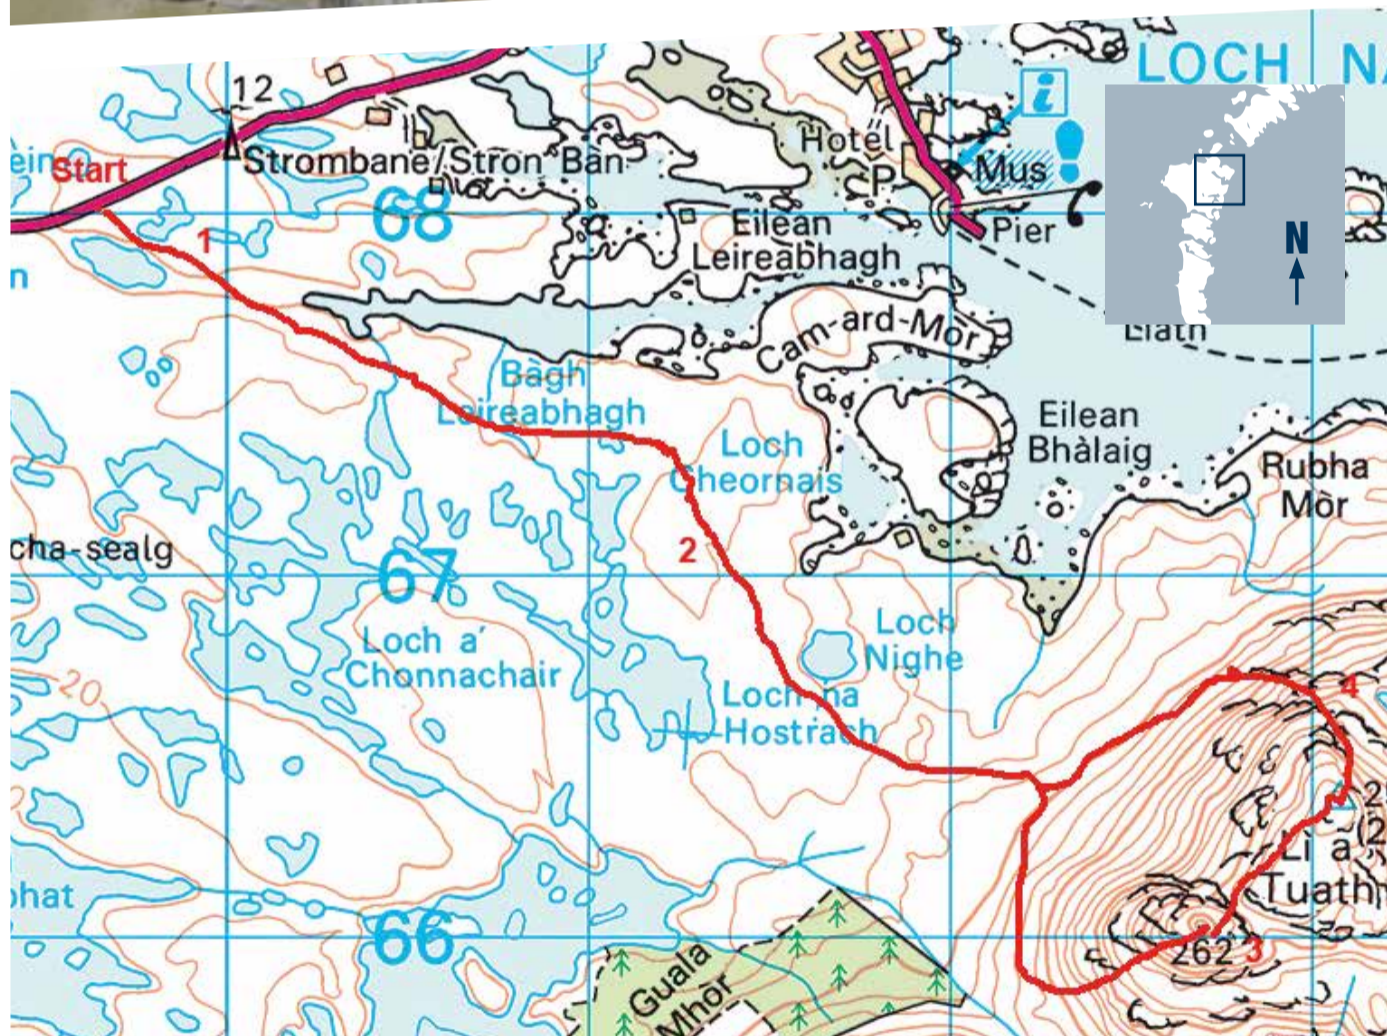 LOCH N
12
Hotel
Mus
P
Start
Strombane/Stron Bàn
68
Pier
N
Eilean
Leireabhagh
1
Cam-ard-Mòr
Bàgh
Leireabhagh
Eilean
Bhàlaig
Loch
Cheornais
Rubha
Mòr
cha-sealg
2
67
Loch
Nighe
Loch a'
Chonnachair
20
Loch na
Hostrach
4
Lì a
Tuath
66
262
3
Guala
Mhòr